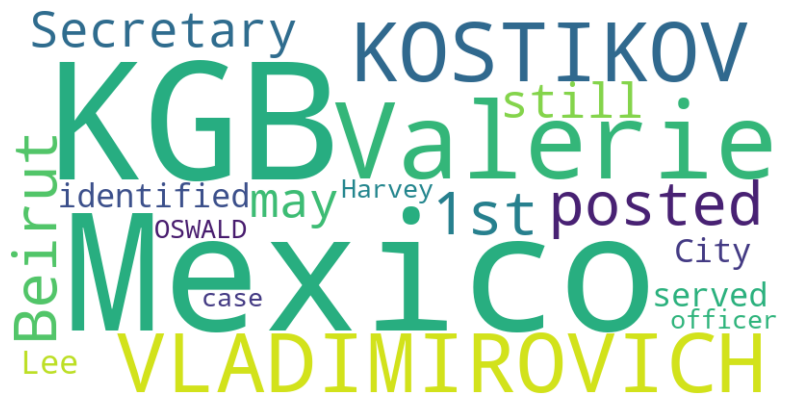 Secretary
KOSTIKOV
KGB
Valerie
still
Beirut
identified
may
Harvey
1st
posted
OSWALD
Mexico
City
case
served
officer
Lee
VLADIMIROVICH